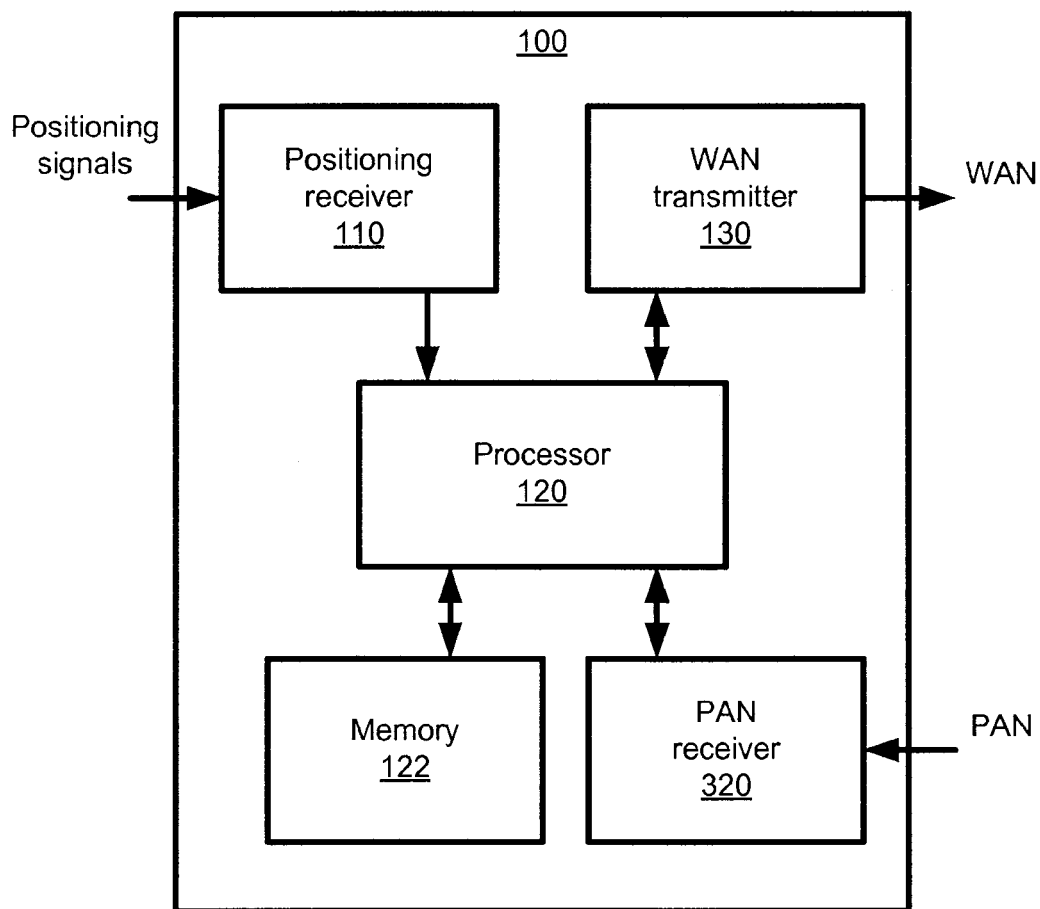 100
Positioning
signals
Positioning
receiver
110
WAN
transmitter
130
WAN
Processor
120
Memory
122
PAN
receiver
320
PAN